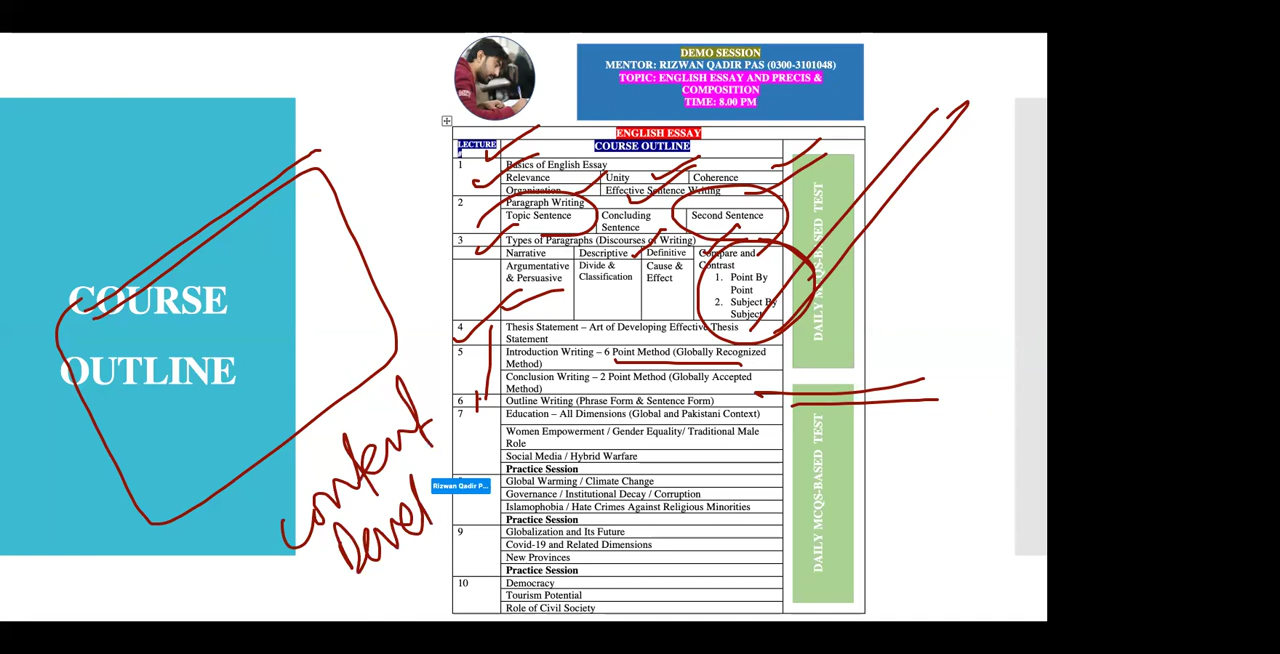 DEMO SESSION
MENTOR: RIZWAN QADIR PAS (0300-3101048)
TOPIC: ENGLISH ESSAY AND PRECIS &
COMPOSITION
TIME: 8.00 PM
COURSE
OUTLINE
ENGLISH ESSAY
LECTURE COURSE OUTLINE
#
1 Basics of English Essay
Relevance Unity Coherence
Organization Effective Sentence Writing
2 Paragraph Writing
Topic Sentence Concluding Sentence Second Sentence
3 Types of Paragraphs (Discourses of Writing)
Narrative Descriptive Definitive Compare and Contrast
Argumentative & Persuasive Divide & Classification Cause & Effect
1. Point By Point
2. Subject By Subject
4 Thesis Statement – Art of Developing Effective Thesis
Statement
5 Introduction Writing – 6 Point Method (Globally Recognized
Method)
Conclusion Writing – 2 Point Method (Globally Accepted
Method)
6 Outline Writing (Phrase Form & Sentence Form)
7 Education – All Dimensions (Global and Pakistani Context)
Women Empowerment / Gender Equality/ Traditional Male
Role
Social Media / Hybrid Warfare
Practice Session
Global Warming / Climate Change
Governance / Institutional Decay / Corruption
Islamophobia / Hate Crimes Against Religious Minorities
Practice Session
9 Globalization and Its Future
Covid-19 and Related Dimensions
New Provinces
Practice Session
10 Democracy
Tourism Potential
Role of Civil Society
DAILY MCQS-BASED TEST
DAILY MCQS-BASED TEST
Rizwan Qadir P...
Content
Devel